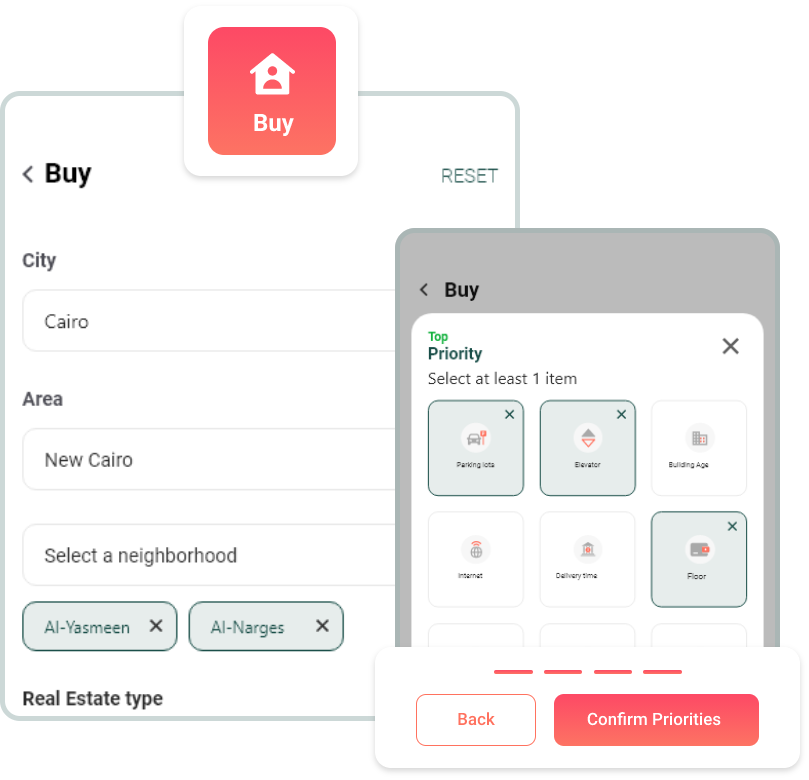 Buy
Buy
RESET
City
Cairo
Area
New Cairo
Select a neighborhood
Al-Yasmeen
Al-Narges
Real Estate type
Buy
Top
Priority
Select at least 1 item
Parking lots
Elevator
Building Age
Internet
Delivery time
Floor
Back
Confirm Priorities